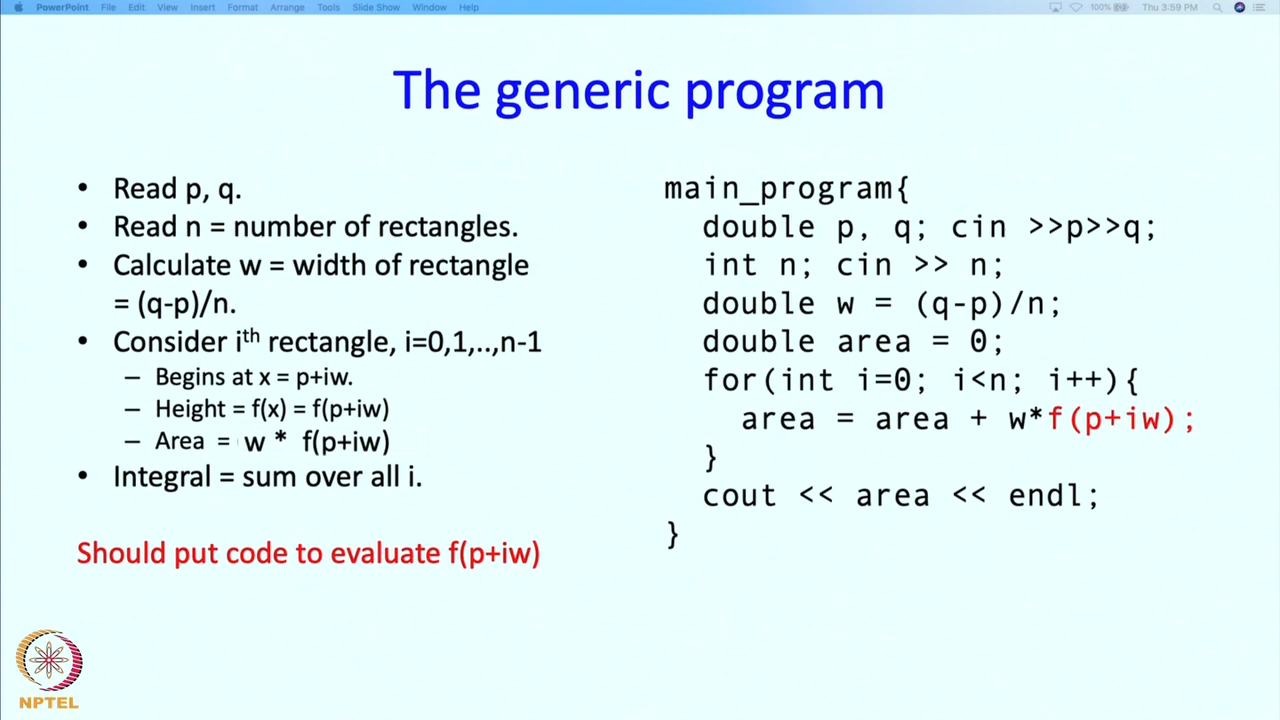 PowerPoint File Edit View Insert Format Arrange Tools Slide Show Window Help 100% Thu 3:59 PM
The generic program
• Read p, q.
• Read n = number of rectangles.
• Calculate w = width of rectangle
= (q-p)/n.
• Consider iᵗʰ rectangle, i=0,1,..,n-1
– Begins at x = p+iw.
– Height = f(x) = f(p+iw)
– Area = w * f(p+iw)
• Integral = sum over all i.
Should put code to evaluate f(p+iw)
main_program{
double p, q; cin >>p>>q;
int n; cin >> n;
double w = (q-p)/n;
double area = 0;
for(int i=0; i<n; i++){
area = area + w*f(p+iw);
}
cout << area << endl;
}
NPTEL